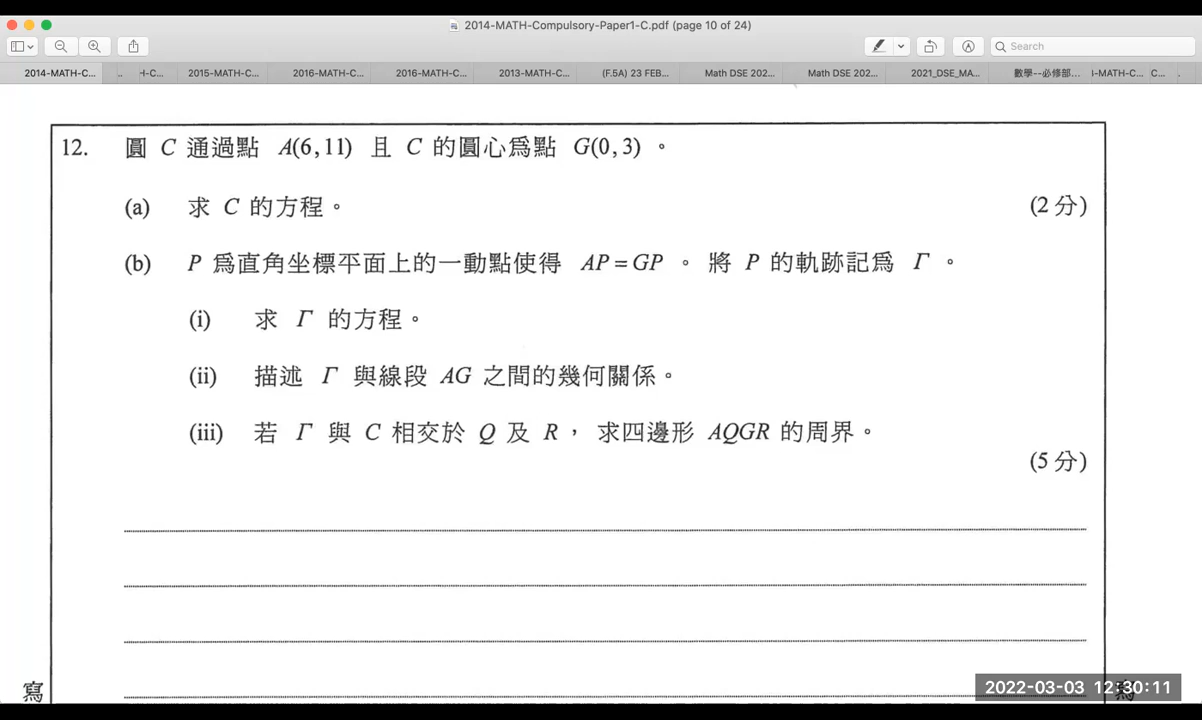 2014-MATH-Compulsory-Paper1-C.pdf (page 10 of 24)
Search
2014-MATH-C... .. H-C... 2015-MATH-C... 2016-MATH-C... 2016-MATH-C... 2013-MATH-C... (F.5A) 23 FEB... Math DSE 202... Math DSE 202... 2021_DSE_MA... 數學--必修部... I-MATH-C... C...
12. 圓 C 通過點 A(6,11) 且 C 的圓心爲點 G(0,3) 。
(a) 求 C 的方程。 (2 分)
(b) P 爲直角坐標平面上的一動點使得 AP = GP 。 將 P 的軌跡記爲 Γ 。
(i) 求 Γ 的方程。
(ii) 描述 Γ 與線段 AG 之間的幾何關係。
(iii) 若 Γ 與 C 相交於 Q 及 R , 求四邊形 AQGR 的周界。
(5 分)
寫
2022-03-03 12:30:11